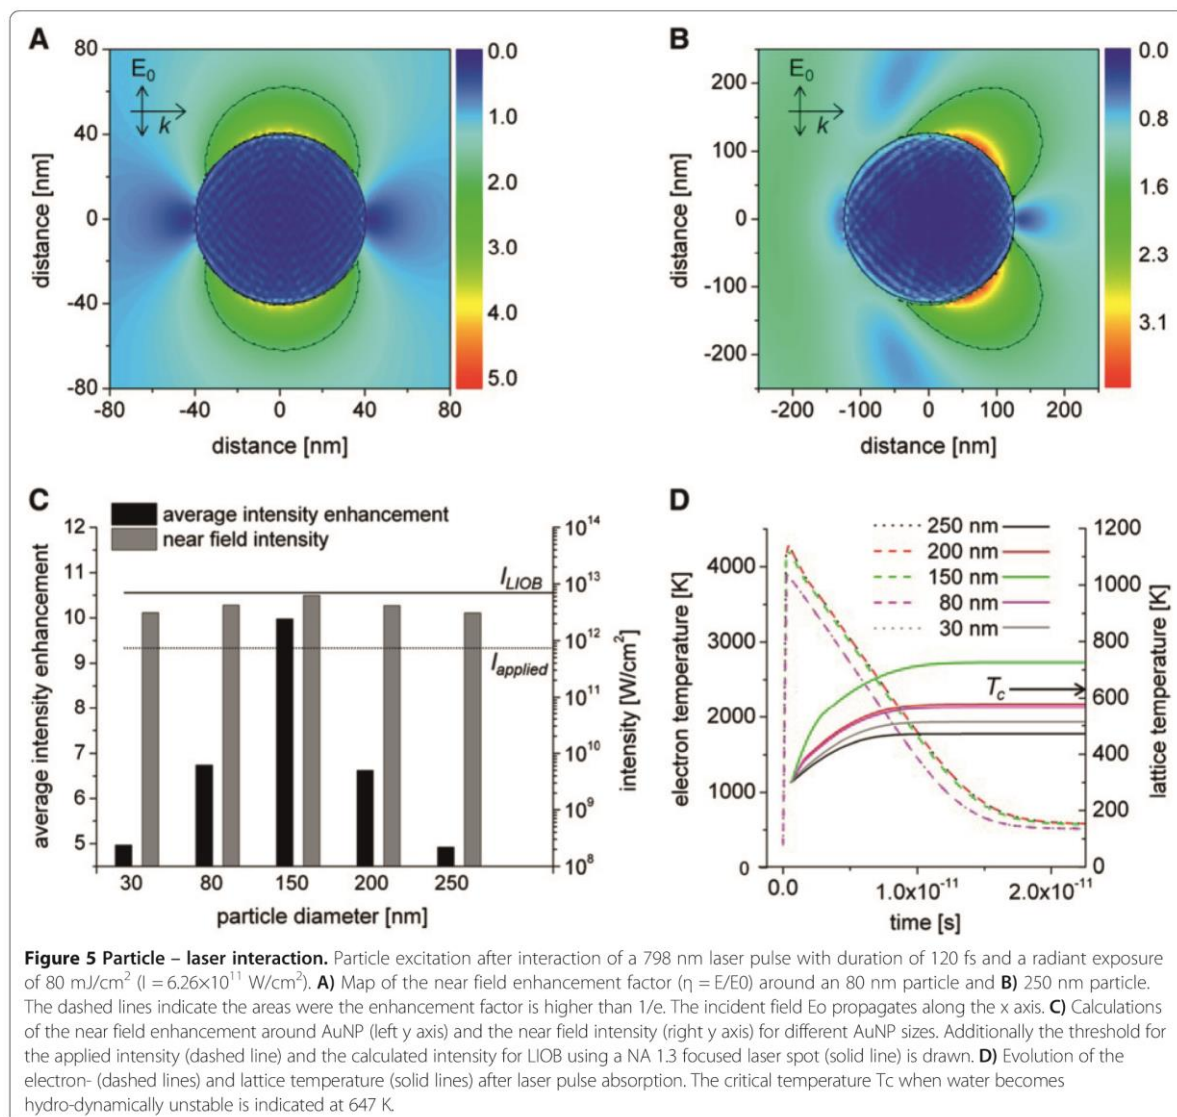 A
80
40
0
-40
-80
distance [nm]
E0
k
-80
-40
0
40
80
distance [nm]
0.0
1.0
2.0
3.0
4.0
5.0
B
200
100
0
-100
-200
distance [nm]
E0
k
-200
-100
0
100
200
distance [nm]
0.0
0.8
1.6
2.3
3.1
C
average intensity enhancement
near field intensity
12
11
10
9
8
7
6
5
average intensity enhancement
ILIOB
Iapplied
10^14
10^13
10^12
10^11
10^10
10^9
10^8
intensity [W/cm²]
30
80
150
200
250
particle diameter [nm]
D
250 nm
200 nm
150 nm
80 nm
30 nm
4000
3000
2000
1000
0
electron temperature [K]
Tc
1200
1000
800
600
400
200
0
lattice temperature [K]
0.0
1.0x10^-11
2.0x10^-11
time [s]
Figure 5 Particle – laser interaction. Particle excitation after interaction of a 798 nm laser pulse with duration of 120 fs and a radiant exposure
of 80 mJ/cm² (I = 6.26×10^11 W/cm²). A) Map of the near field enhancement factor (η = E/E0) around an 80 nm particle and B) 250 nm particle.
The dashed lines indicate the areas were the enhancement factor is higher than 1/e. The incident field Eo propagates along the x axis. C) Calculations
of the near field enhancement around AuNP (left y axis) and the near field intensity (right y axis) for different AuNP sizes. Additionally the threshold for
the applied intensity (dashed line) and the calculated intensity for LIOB using a NA 1.3 focused laser spot (solid line) is drawn. D) Evolution of the
electron- (dashed lines) and lattice temperature (solid lines) after laser pulse absorption. The critical temperature Tc when water becomes
hydro-dynamically unstable is indicated at 647 K.